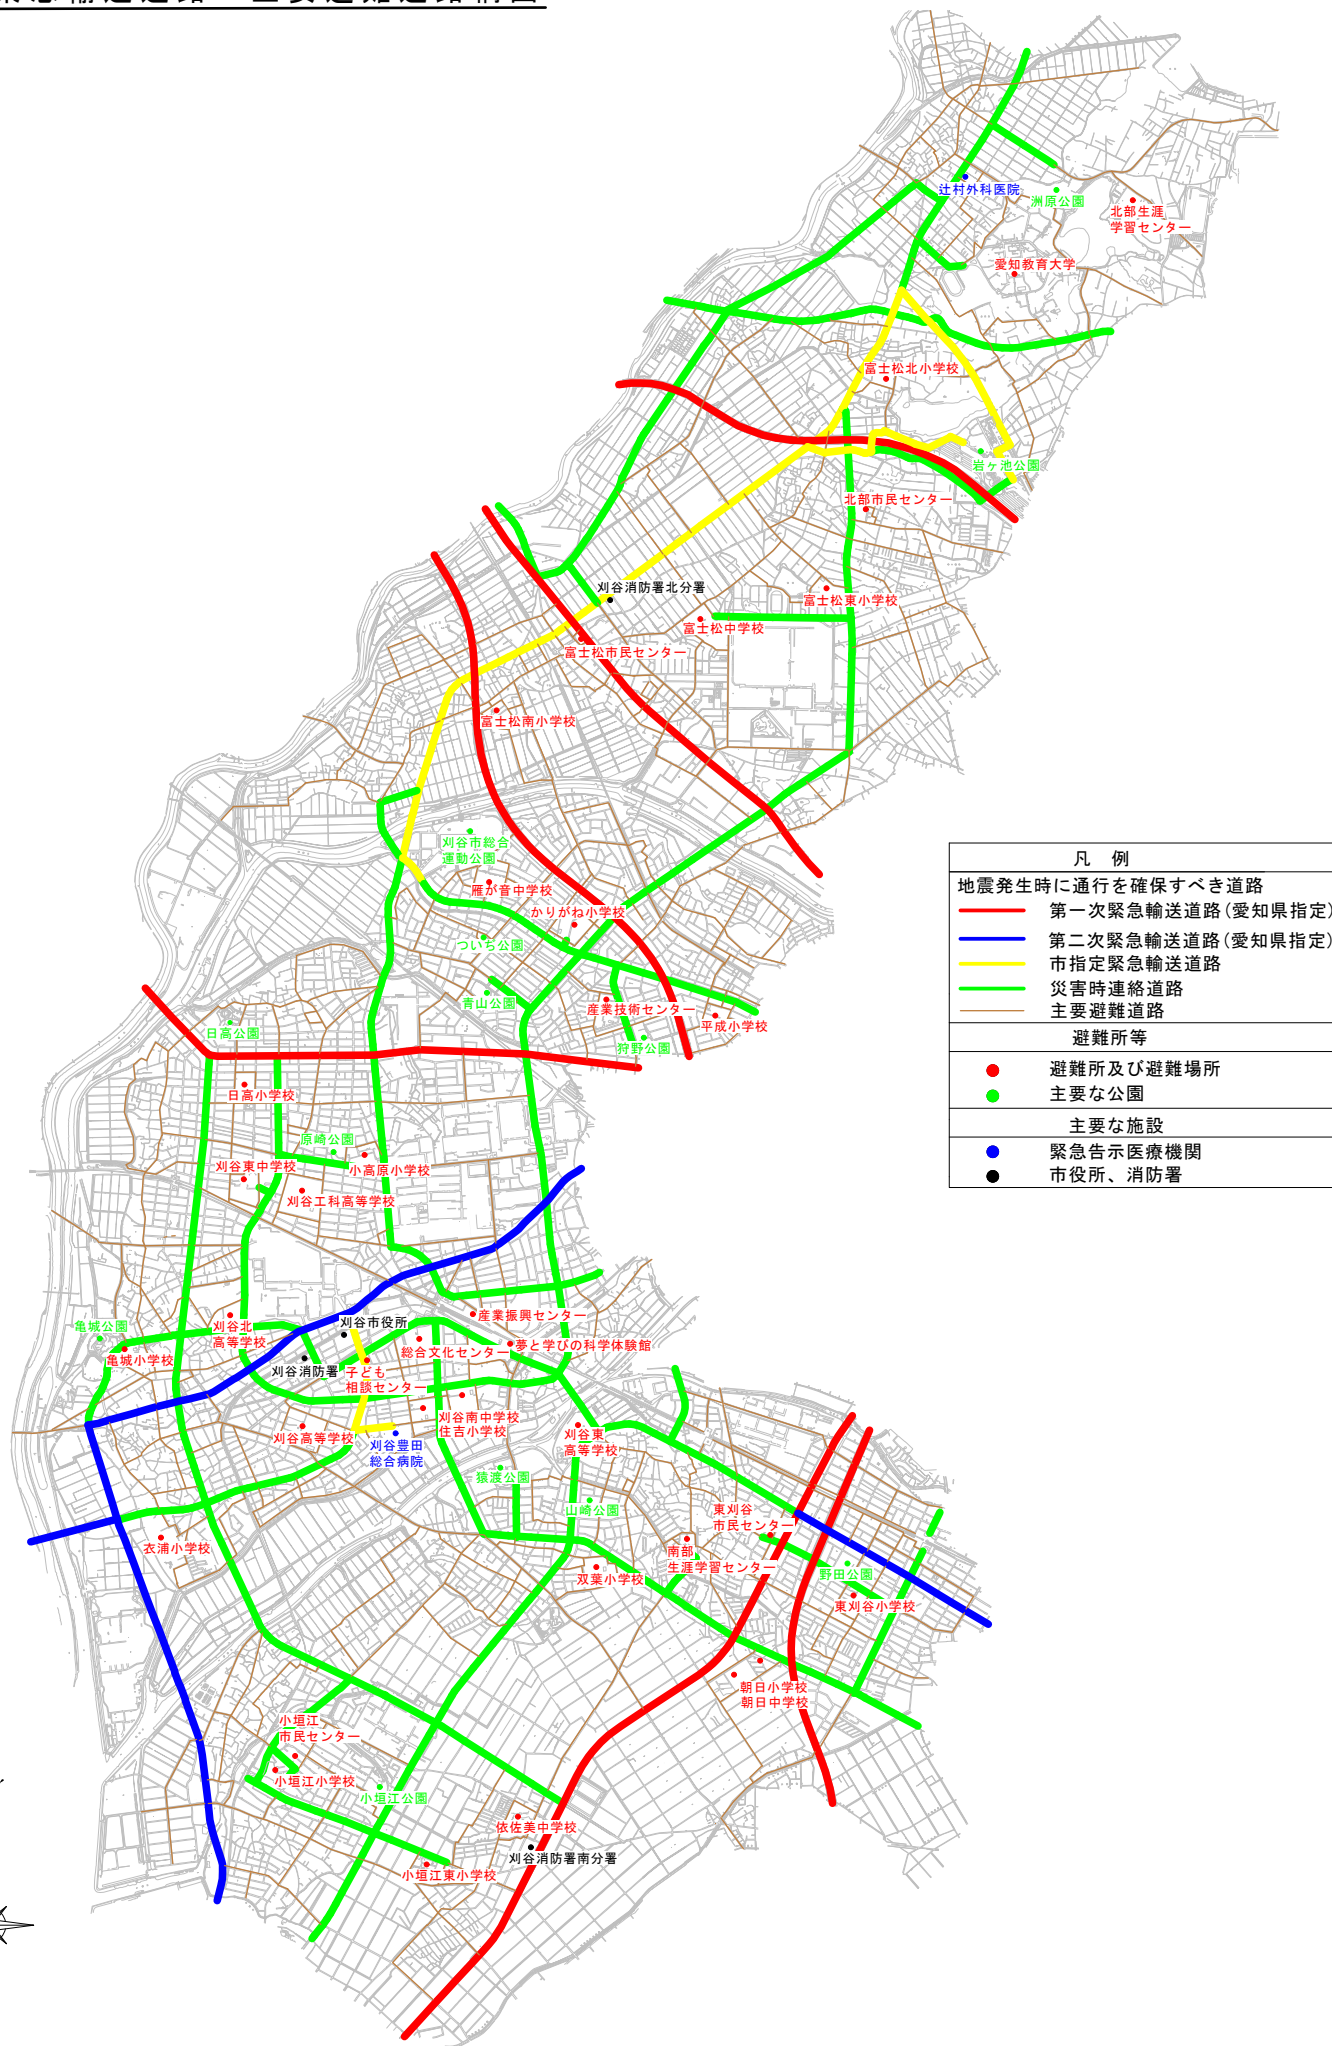 緊急輸送道路・主要避難道路網図
辻村外科医院
洲原公園
北部生涯
学習センター
愛知教育大学
富士松北小学校
岩ヶ池公園
北部市民センター
刈谷消防署北分署
富士松東小学校
富士松中学校
富士松市民センター
富士松南小学校
刈谷市総合
運動公園
雁が音中学校
かりがね小学校
ついち公園
青山公園
産業技術センター
平成小学校
狩野公園
日高公園
日高小学校
原崎公園
刈谷東中学校
小高原小学校
刈谷工科高等学校
亀城公園
亀城小学校
刈谷北
高等学校
刈谷市役所
産業振興センター
総合文化センター
夢と学びの科学体験館
刈谷消防署
子ども
相談センター
刈谷南中学校
住吉小学校
刈谷高等学校
刈谷豊田
総合病院
刈谷東
高等学校
猿渡公園
山崎公園
東刈谷
市民センター
衣浦小学校
南部
生涯学習センター
双葉小学校
野田公園
東刈谷小学校
朝日小学校
朝日中学校
小垣江
市民センター
小垣江小学校
小垣江公園
依佐美中学校
刈谷消防署南分署
小垣江東小学校
凡 例
地震発生時に通行を確保すべき道路
第一次緊急輸送道路(愛知県指定)
第二次緊急輸送道路(愛知県指定)
市指定緊急輸送道路
災害時連絡道路
主要避難道路
避難所等
避難所及び避難場所
主要な公園
主要な施設
緊急告示医療機関
市役所、消防署